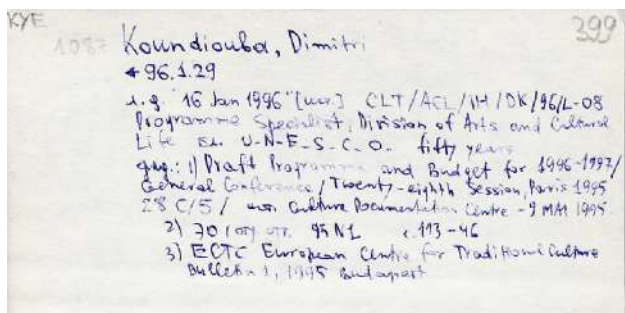 KYE
399
1087
Koundiouba, Dimitri
+ 96.1.29
16 Jan 1996 CLT/ACL/IH/DK/96/L-08
Programme Specialist, Division of Arts and Cultural
Life U-N-E-S-C-O- fifty years
1) Draft Programme and Budget for 1996-1997/
General Conference/Twenty-eighth Session, Paris 1995
28 C/5/ Culture Documentation Centre - 9 MAI 1995
2) 95 N1 c. 113-46
3) ECTC European Centre for Traditional Culture
Bulletin 1, 1995 Budapest